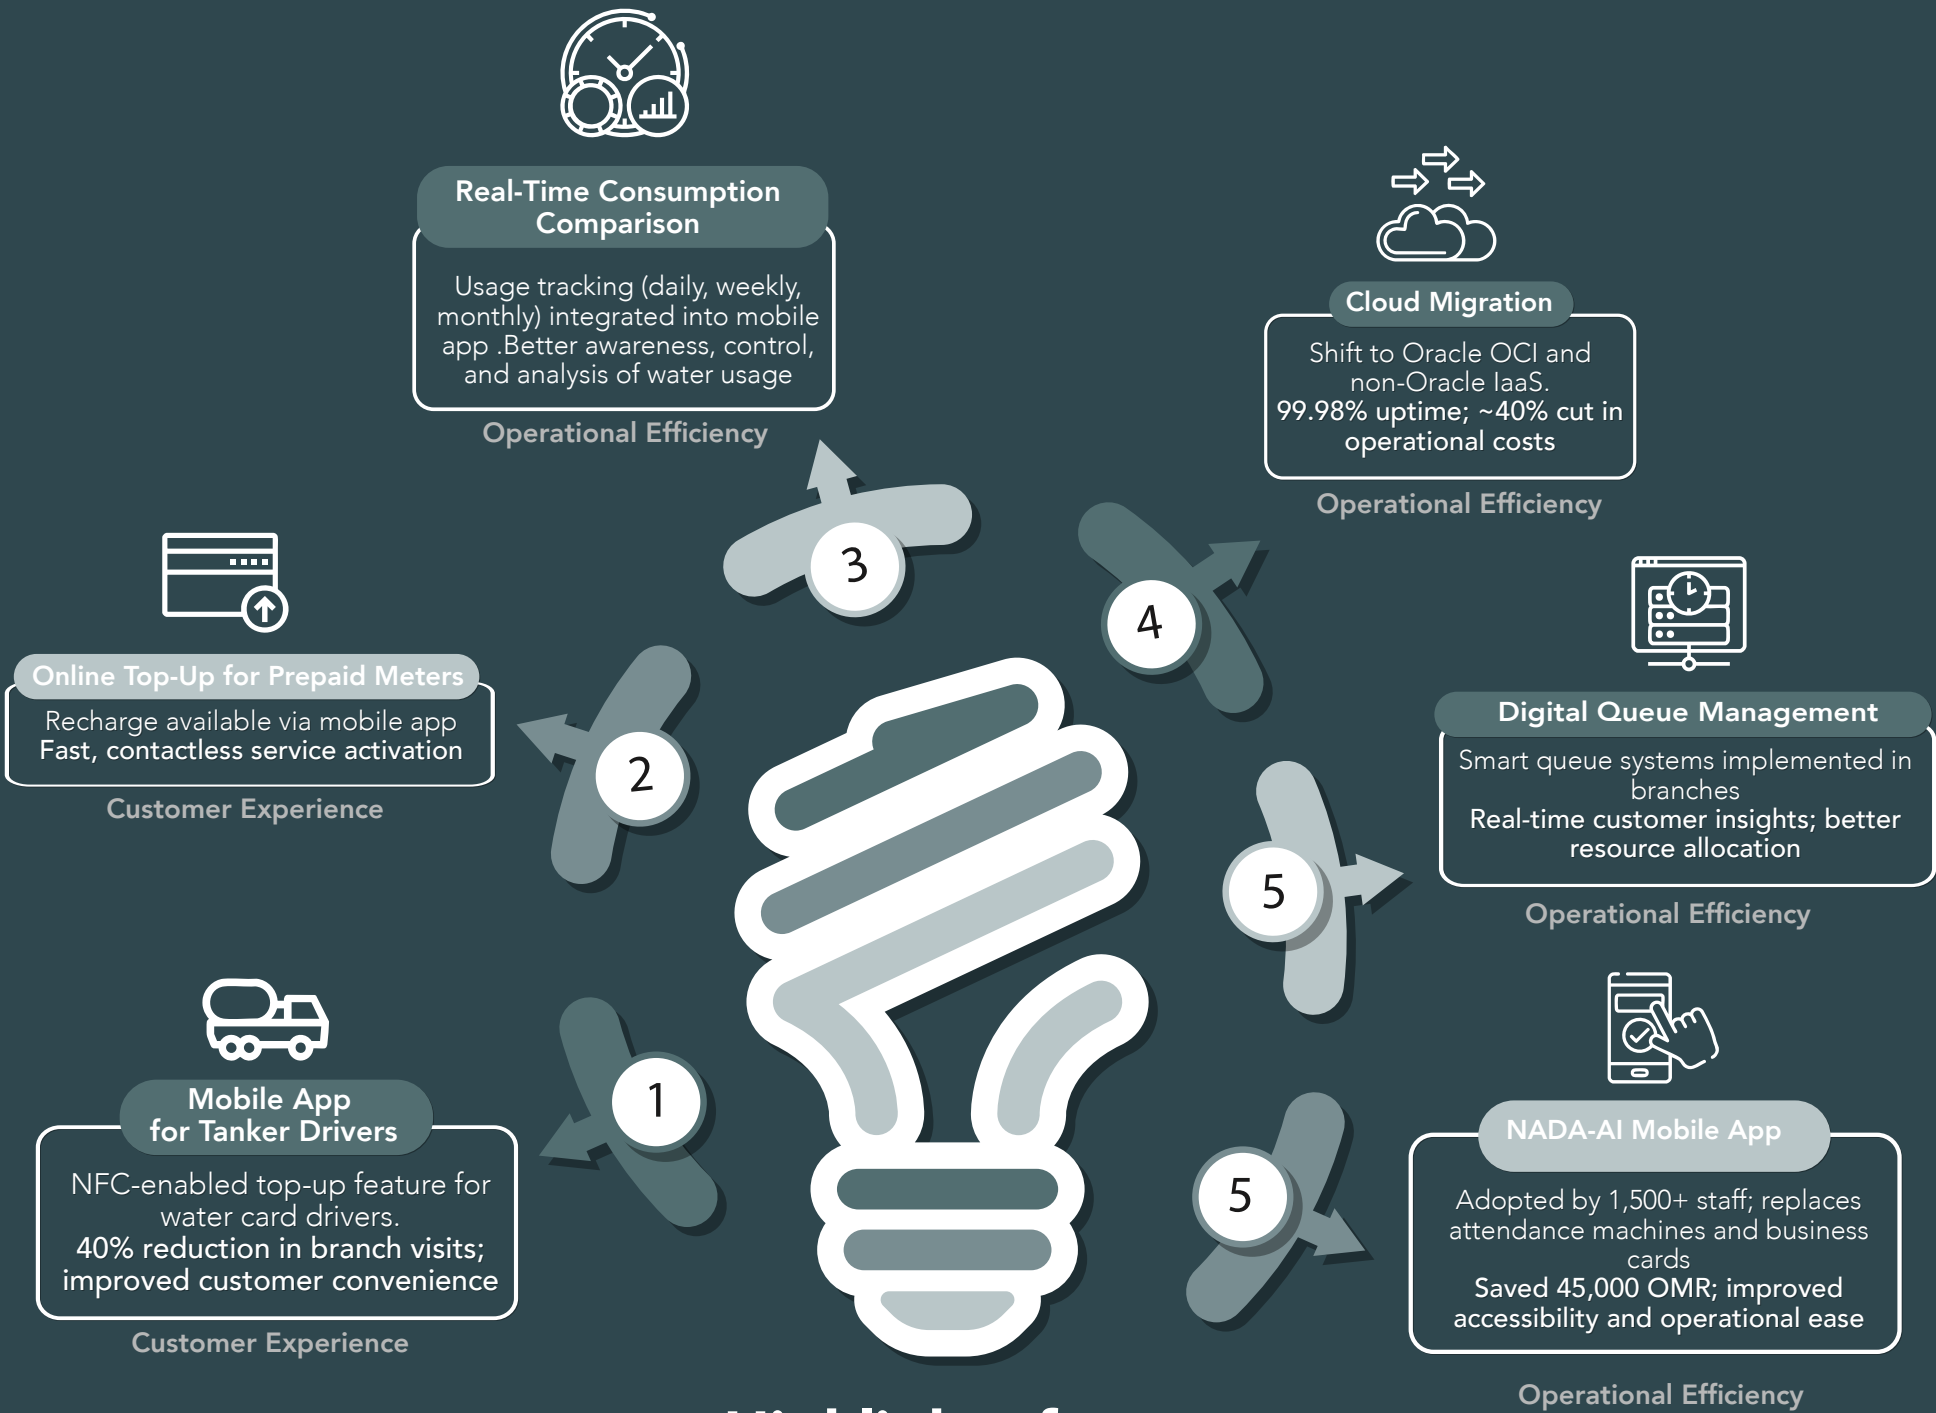 Real-Time Consumption
Comparison
Usage tracking (daily, weekly,
monthly) integrated into mobile
app .Better awareness, control,
and analysis of water usage
Operational Efficiency
3
Cloud Migration
Shift to Oracle OCI and
non-Oracle IaaS.
99.98% uptime; ~40% cut in
operational costs
Operational Efficiency
4
Online Top-Up for Prepaid Meters
Recharge available via mobile app
Fast, contactless service activation
Customer Experience
2
Digital Queue Management
Smart queue systems implemented in
branches
Real-time customer insights; better
resource allocation
Operational Efficiency
5
Mobile App
for Tanker Drivers
NFC-enabled top-up feature for
water card drivers.
40% reduction in branch visits;
improved customer convenience
Customer Experience
1
NADA-AI Mobile App
Adopted by 1,500+ staff; replaces
attendance machines and business
cards
Saved 45,000 OMR; improved
accessibility and operational ease
Operational Efficiency
5